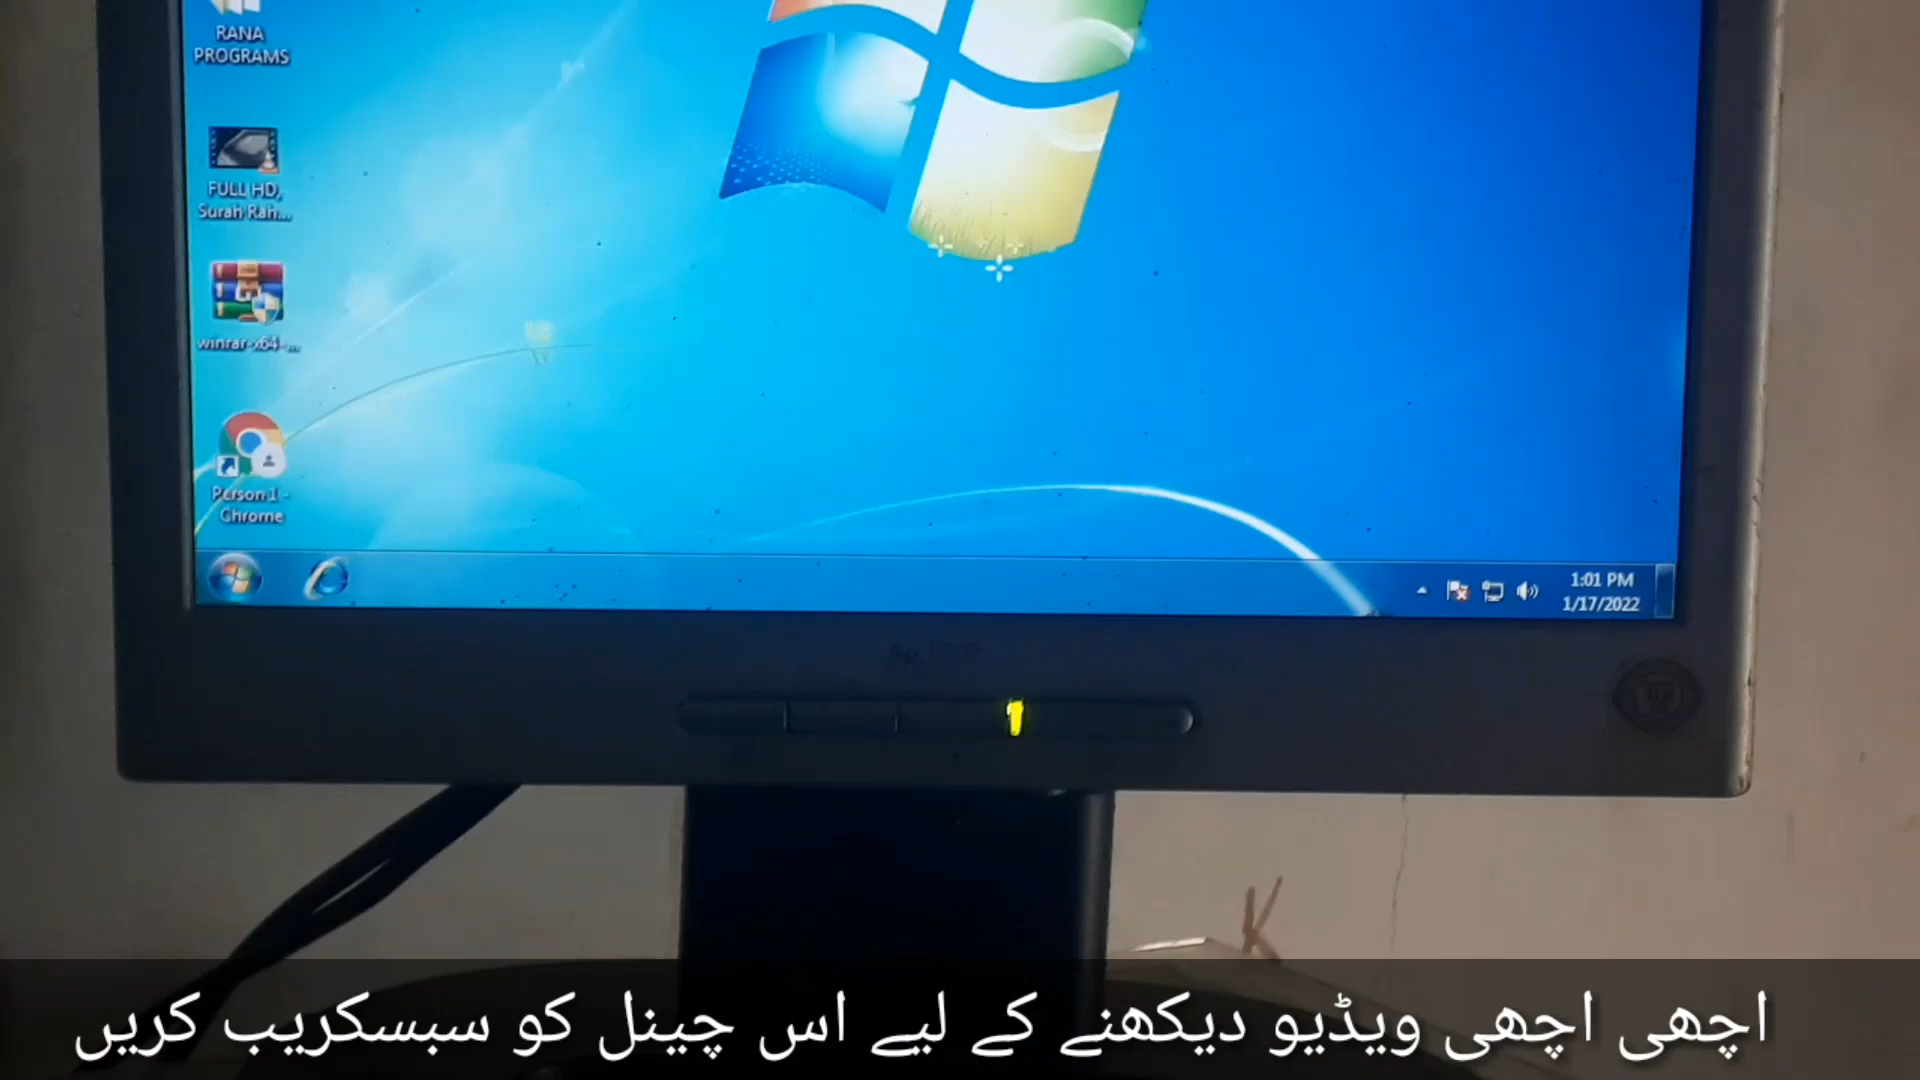 RANA
PROGRAMS
FULL HD,
Surah Rah...
winrar-x64-...
Person 1 -
Chrome
1:01 PM
1/17/2022
hp
K
اچھی اچھی ویڈیو دیکھنے کے لیے اس چینل کو سبسکریب کریں